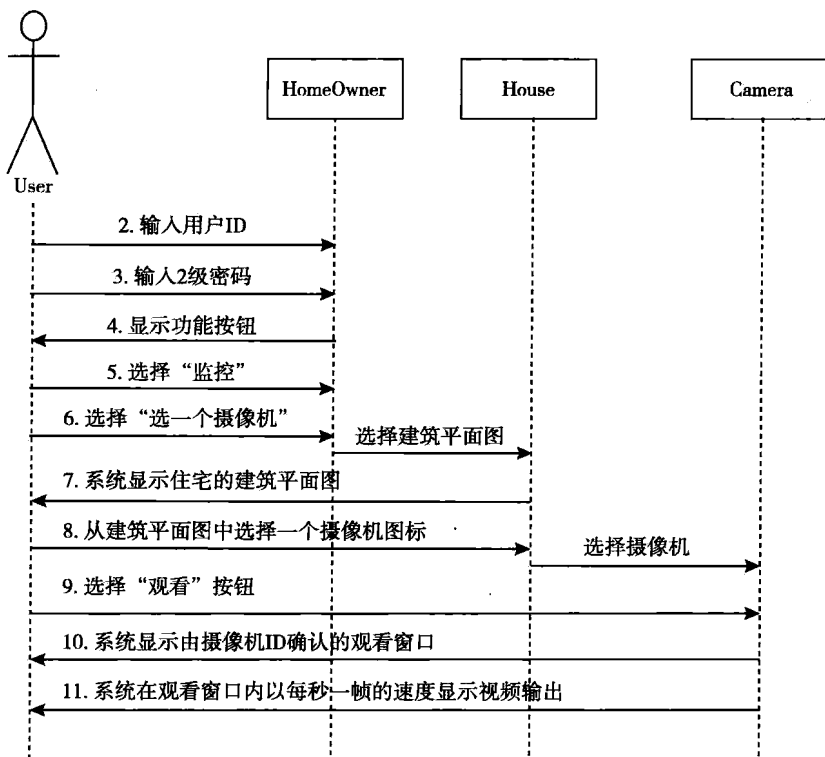 HomeOwner
House
Camera
User
2. 输入用户ID
3. 输入2级密码
4. 显示功能按钮
5. 选择“监控”
6. 选择“选一个摄像机”
选择建筑平面图
7. 系统显示住宅的建筑平面图
8. 从建筑平面图中选择一个摄像机图标
选择摄像机
9. 选择“观看”按钮
10. 系统显示由摄像机ID确认的观看窗口
11. 系统在观看窗口内以每秒一帧的速度显示视频输出